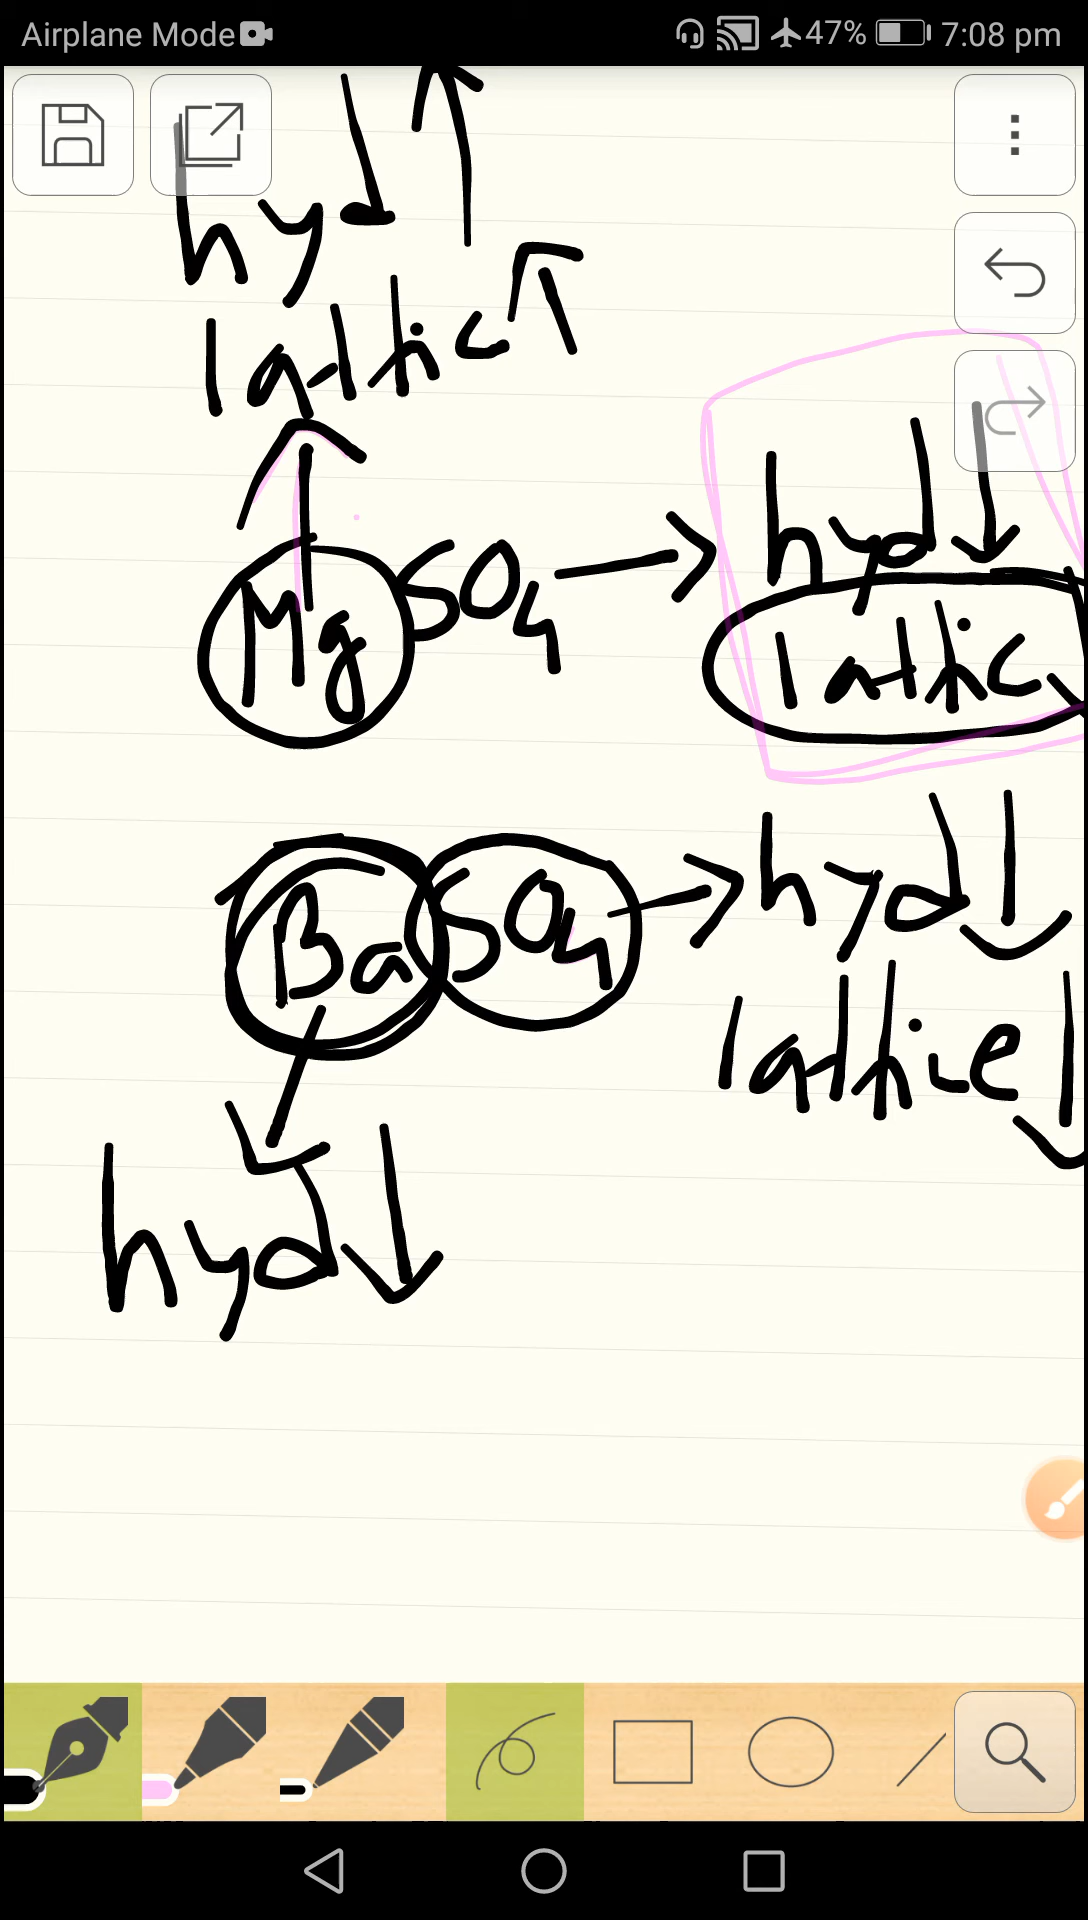 Airplane Mode 47% 7:08 pm
hyd ↑
lattic ↑
MgSO4 → hyd ↓
lattic
BaSO4 → hyd ↓
lattice ↓
hyd ↓